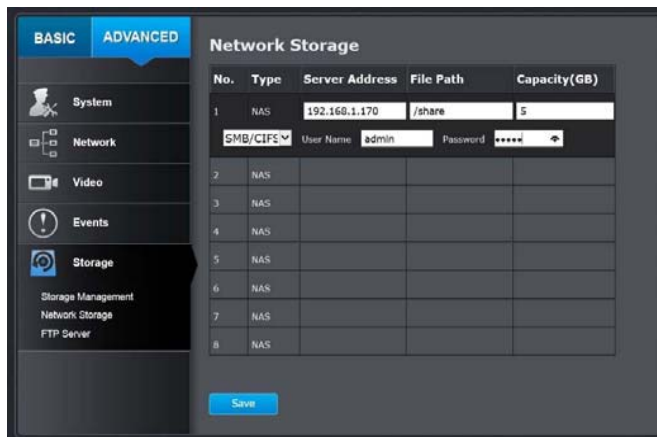 BASIC ADVANCED
Network Storage
No. Type Server Address File Path Capacity(GB)
System
1 NAS 192.168.1.170 /share 5
SMB/CIFS User Name admin Password •••••
Network
2 NAS
Video
3 NAS
Events
4 NAS
Storage
5 NAS
6 NAS
Storage Management
Network Storage
7 NAS
FTP Server
8 NAS
Save